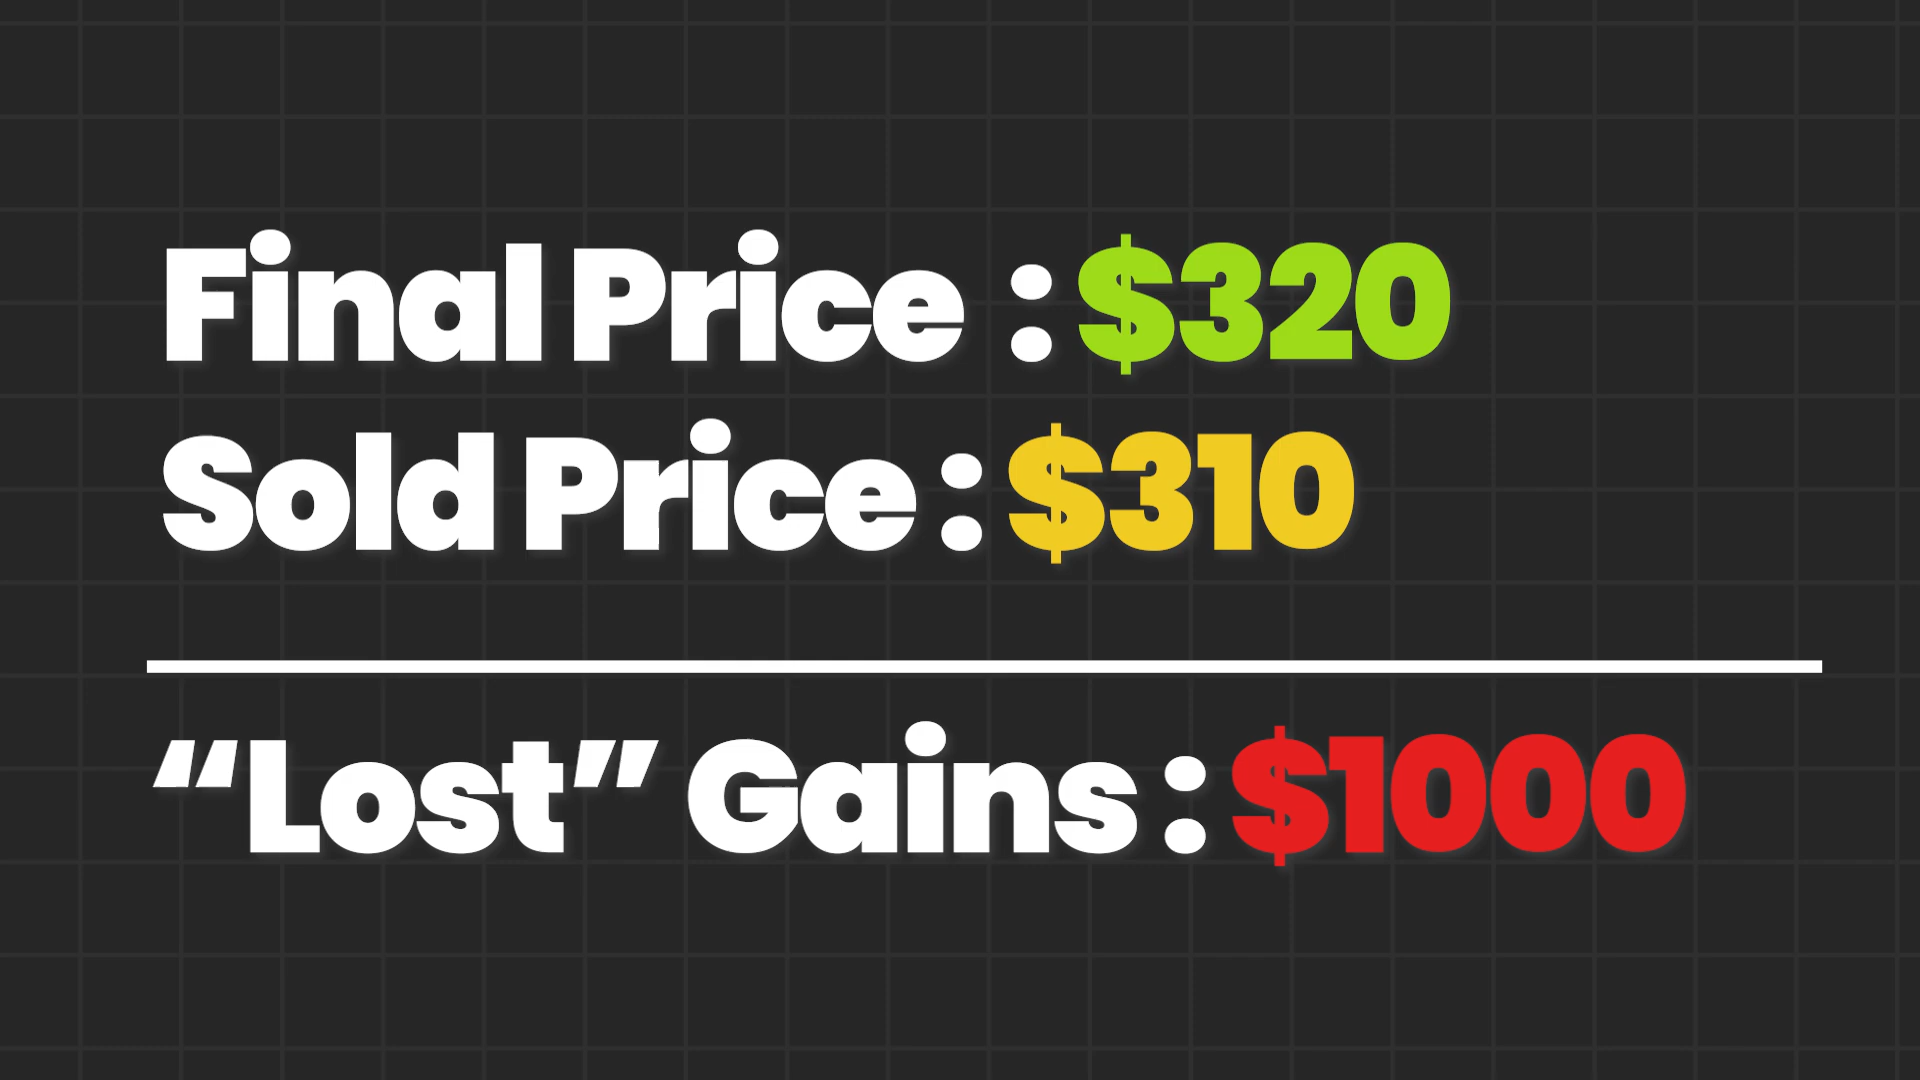 Final Price : $320
Sold Price : $310
“Lost” Gains : $1000